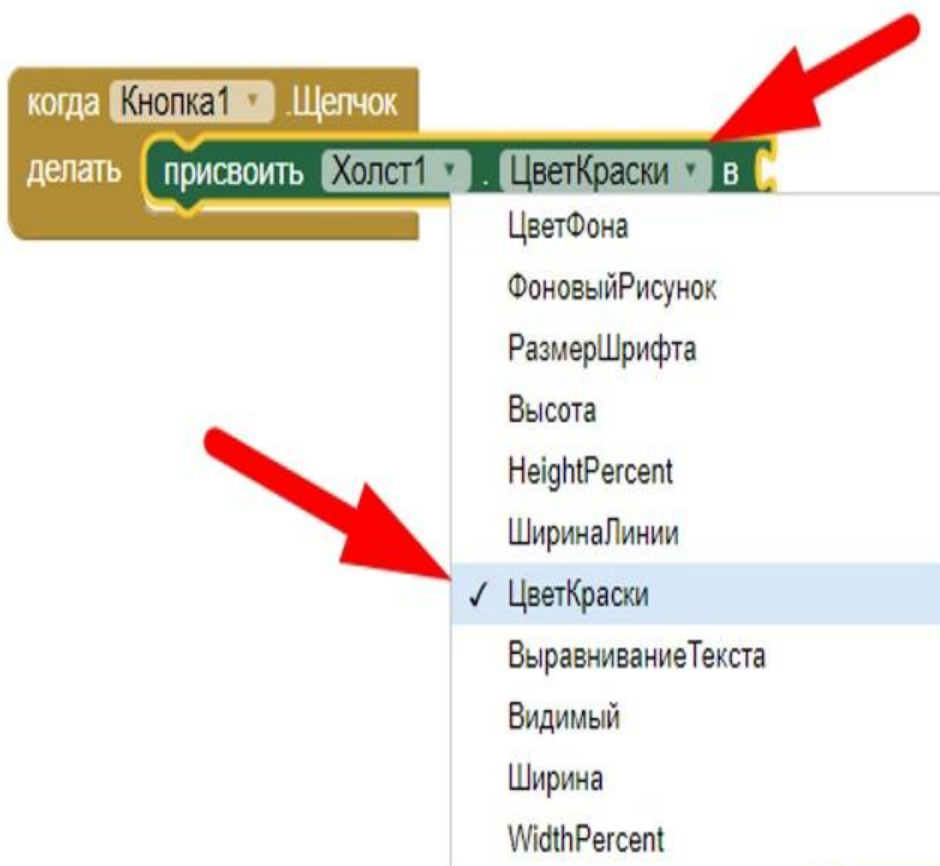 когда Кнопка1 .Щелчок
делать присвоить Холст1 . ЦветКраски в
ЦветФона
ФоновыйРисунок
РазмерШрифта
Высота
HeightPercent
ШиринаЛинии
✓ ЦветКраски
ВыравниваниеТекста
Видимый
Ширина
WidthPercent